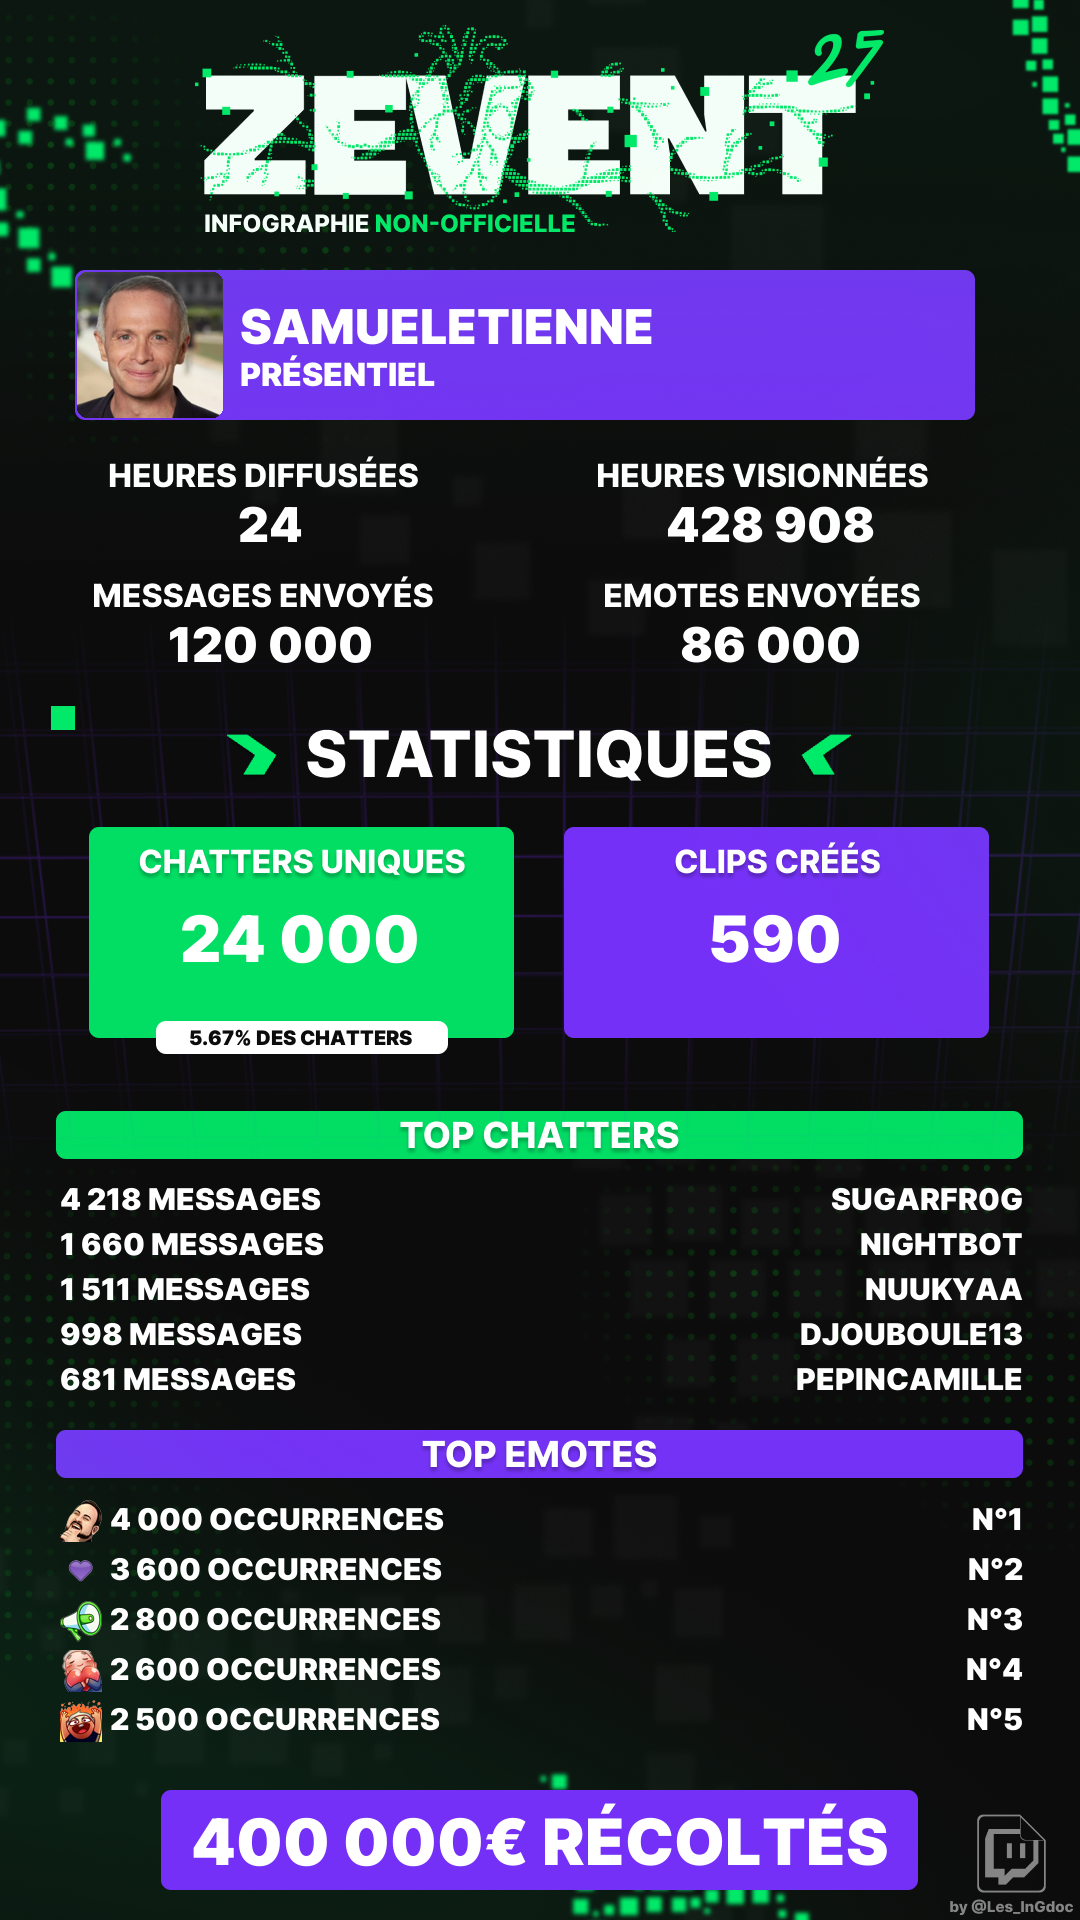 ZEVENT 25
INFOGRAPHIE NON-OFFICIELLE
SAMUELETIENNE
PRÉSENTIEL
HEURES DIFFUSÉES
24
HEURES VISIONNÉES
428 908
MESSAGES ENVOYÉS
120 000
EMOTES ENVOYÉES
86 000
STATISTIQUES
CHATTERS UNIQUES
24 000
5.67% DES CHATTERS
CLIPS CRÉÉS
590
TOP CHATTERS
4 218 MESSAGES SUGARFR0G
1 660 MESSAGES NIGHTBOT
1 511 MESSAGES NUUKYAA
998 MESSAGES DJOUBOULE13
681 MESSAGES PEPINCAMILLE
TOP EMOTES
4 000 OCCURRENCES N°1
3 600 OCCURRENCES N°2
2 800 OCCURRENCES N°3
2 600 OCCURRENCES N°4
2 500 OCCURRENCES N°5
400 000€ RÉCOLTÉS
by @Les_InGdoc